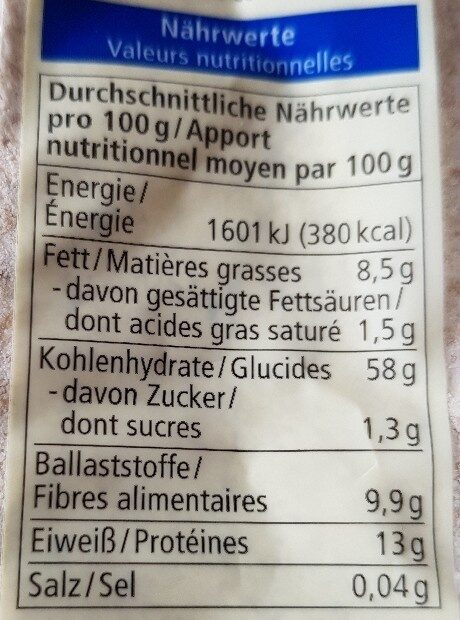 Nährwerte
Valeurs nutritionnelles
Durchschnittliche Nährwerte
pro 100 g/Apport
nutritionnel moyen par 100 g
Energie/
Énergie 1601 kJ (380 kcal)
Fett/Matières grasses 8,5 g
- davon gesättigte Fettsäuren/
dont acides gras saturé 1,5 g
Kohlenhydrate/Glucides 58 g
- davon Zucker/
dont sucres 1,3 g
Ballaststoffe/
Fibres alimentaires 9,9 g
Eiweiß/Protéines 13 g
Salz/Sel 0,04 g